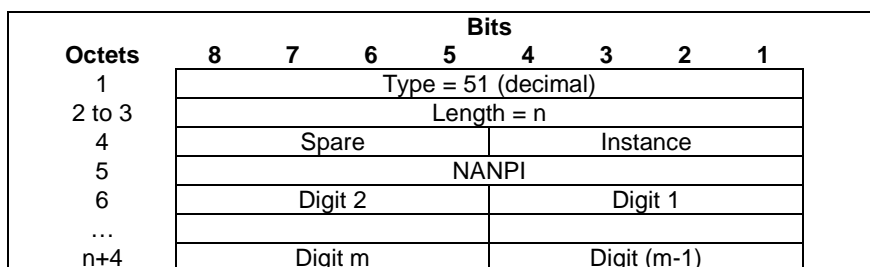 Bits
Octets 8 7 6 5 4 3 2 1
1 Type = 51 (decimal)
2 to 3 Length = n
4 Spare Instance
5 NANPI
6 Digit 2 Digit 1
…
n+4 Digit m Digit (m-1)